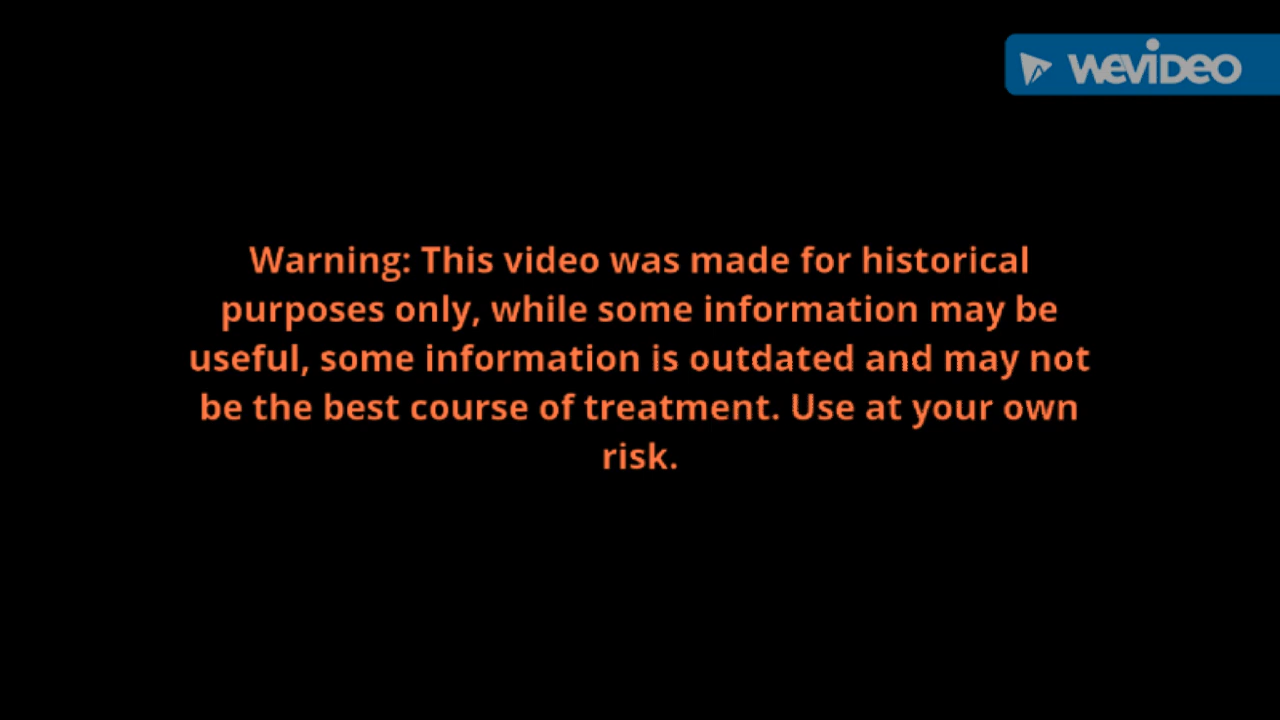 WeVideo
Warning: This video was made for historical
purposes only, while some information may be
useful, some information is outdated and may not
be the best course of treatment. Use at your own
risk.